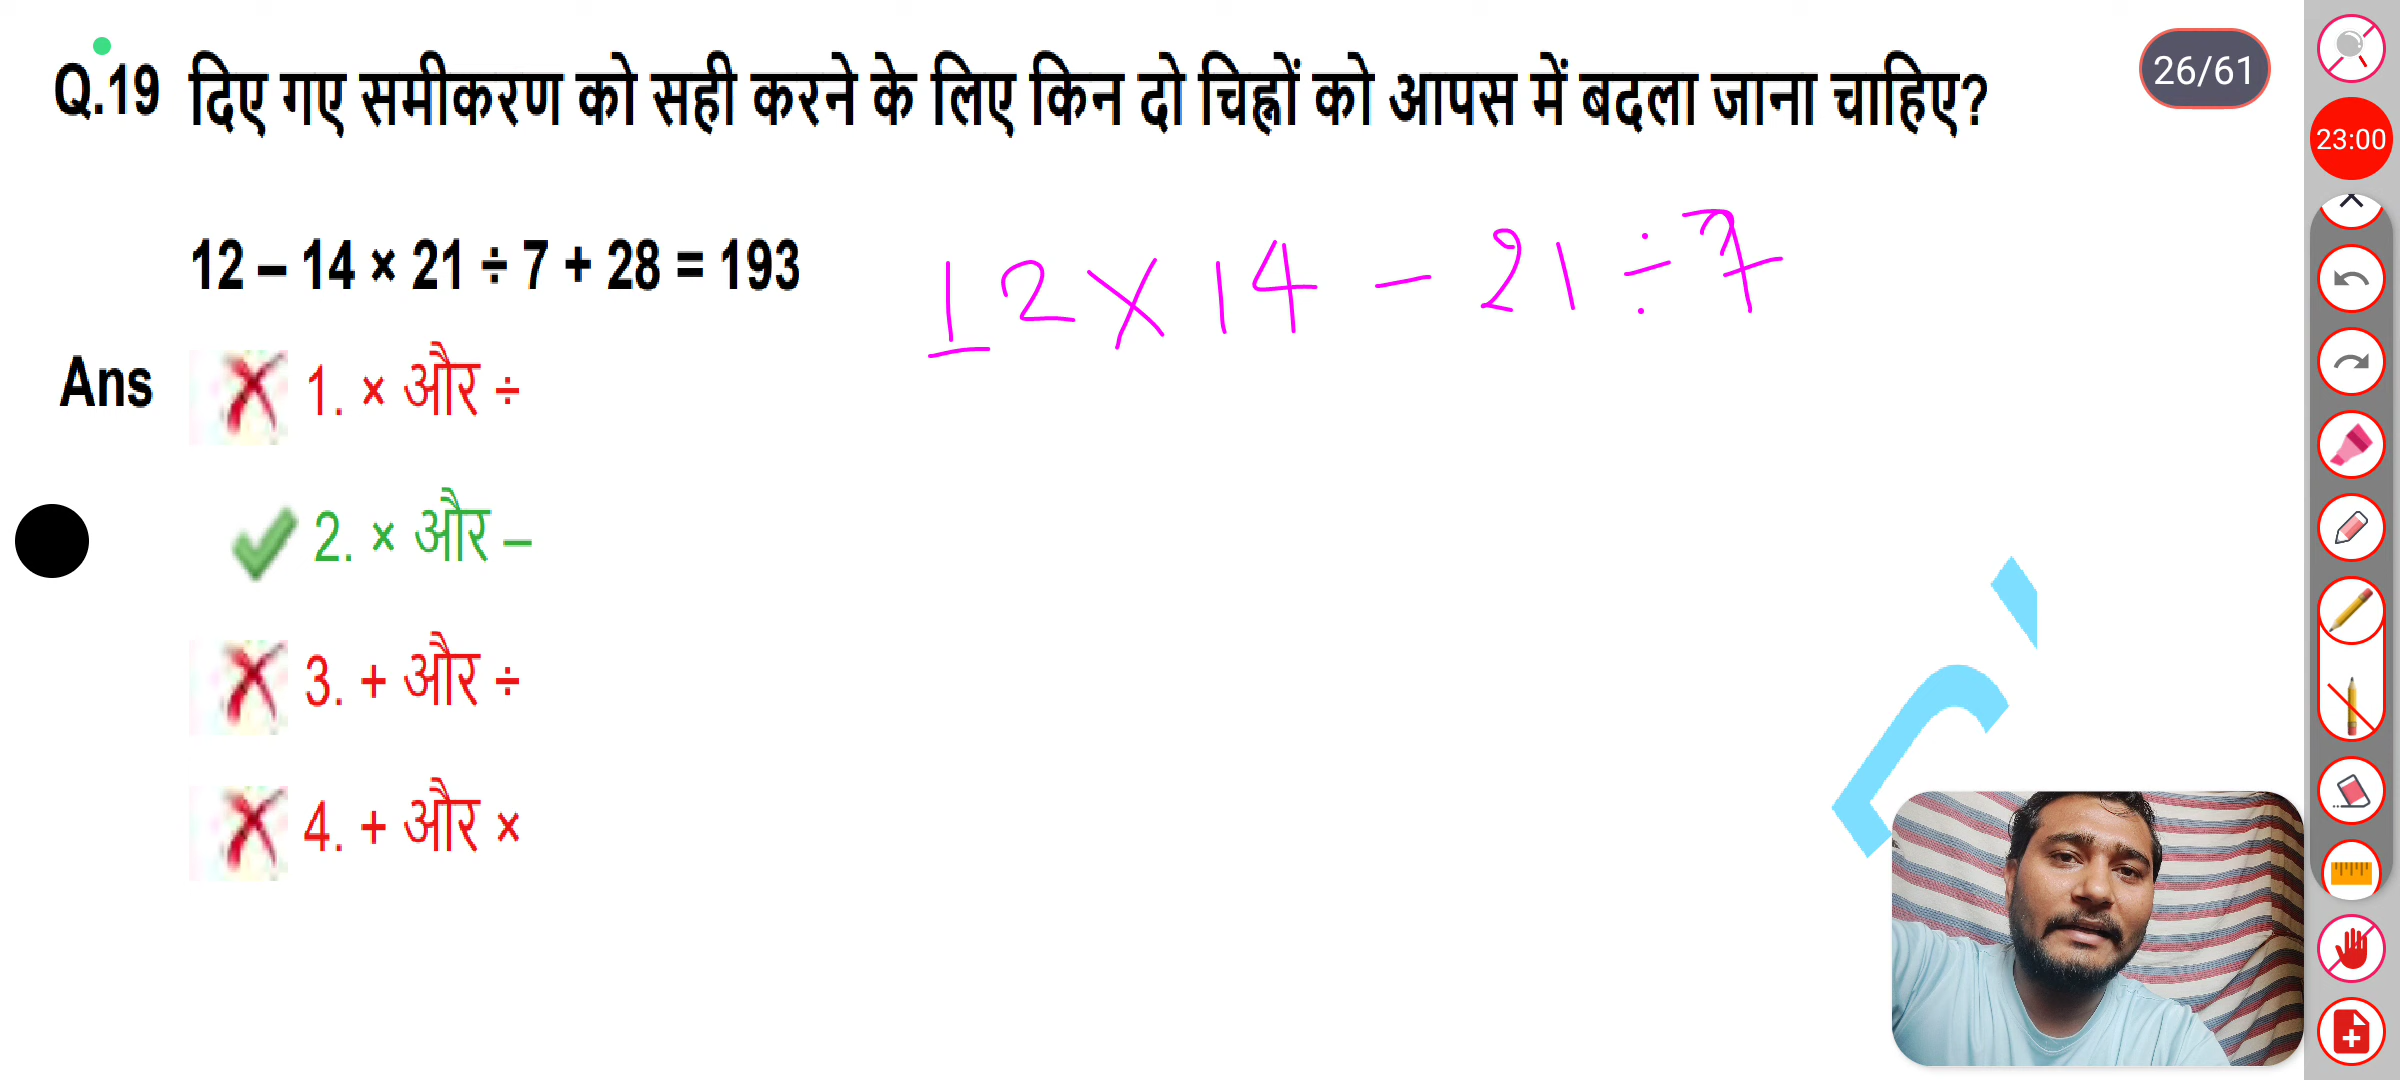 Q.19 दिए गए समीकरण को सही करने के लिए किन दो चिह्नों को आपस में बदला जाना चाहिए?
26/61
23:00
12 – 14 × 21 ÷ 7 + 28 = 193
12 × 14 – 21 ÷ 7
Ans
1. × और ÷
2. × और –
3. + और ÷
4. + और ×